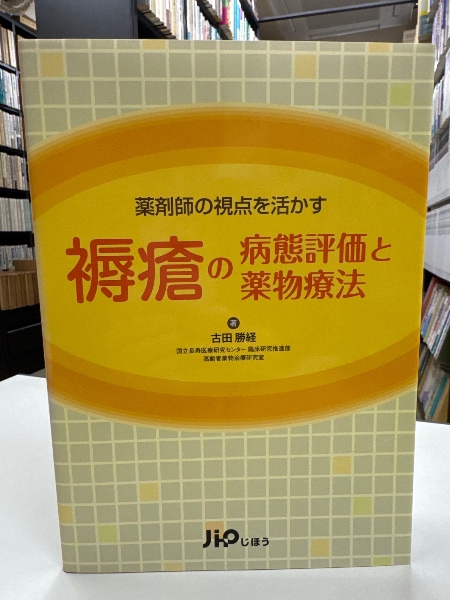 薬剤師の視点を活かす
褥瘡の 病態評価と
薬物療法
著
古田 勝経
国立長寿医療研究センター 臨床研究推進部
高齢者薬物治療研究室
JiHO じほう